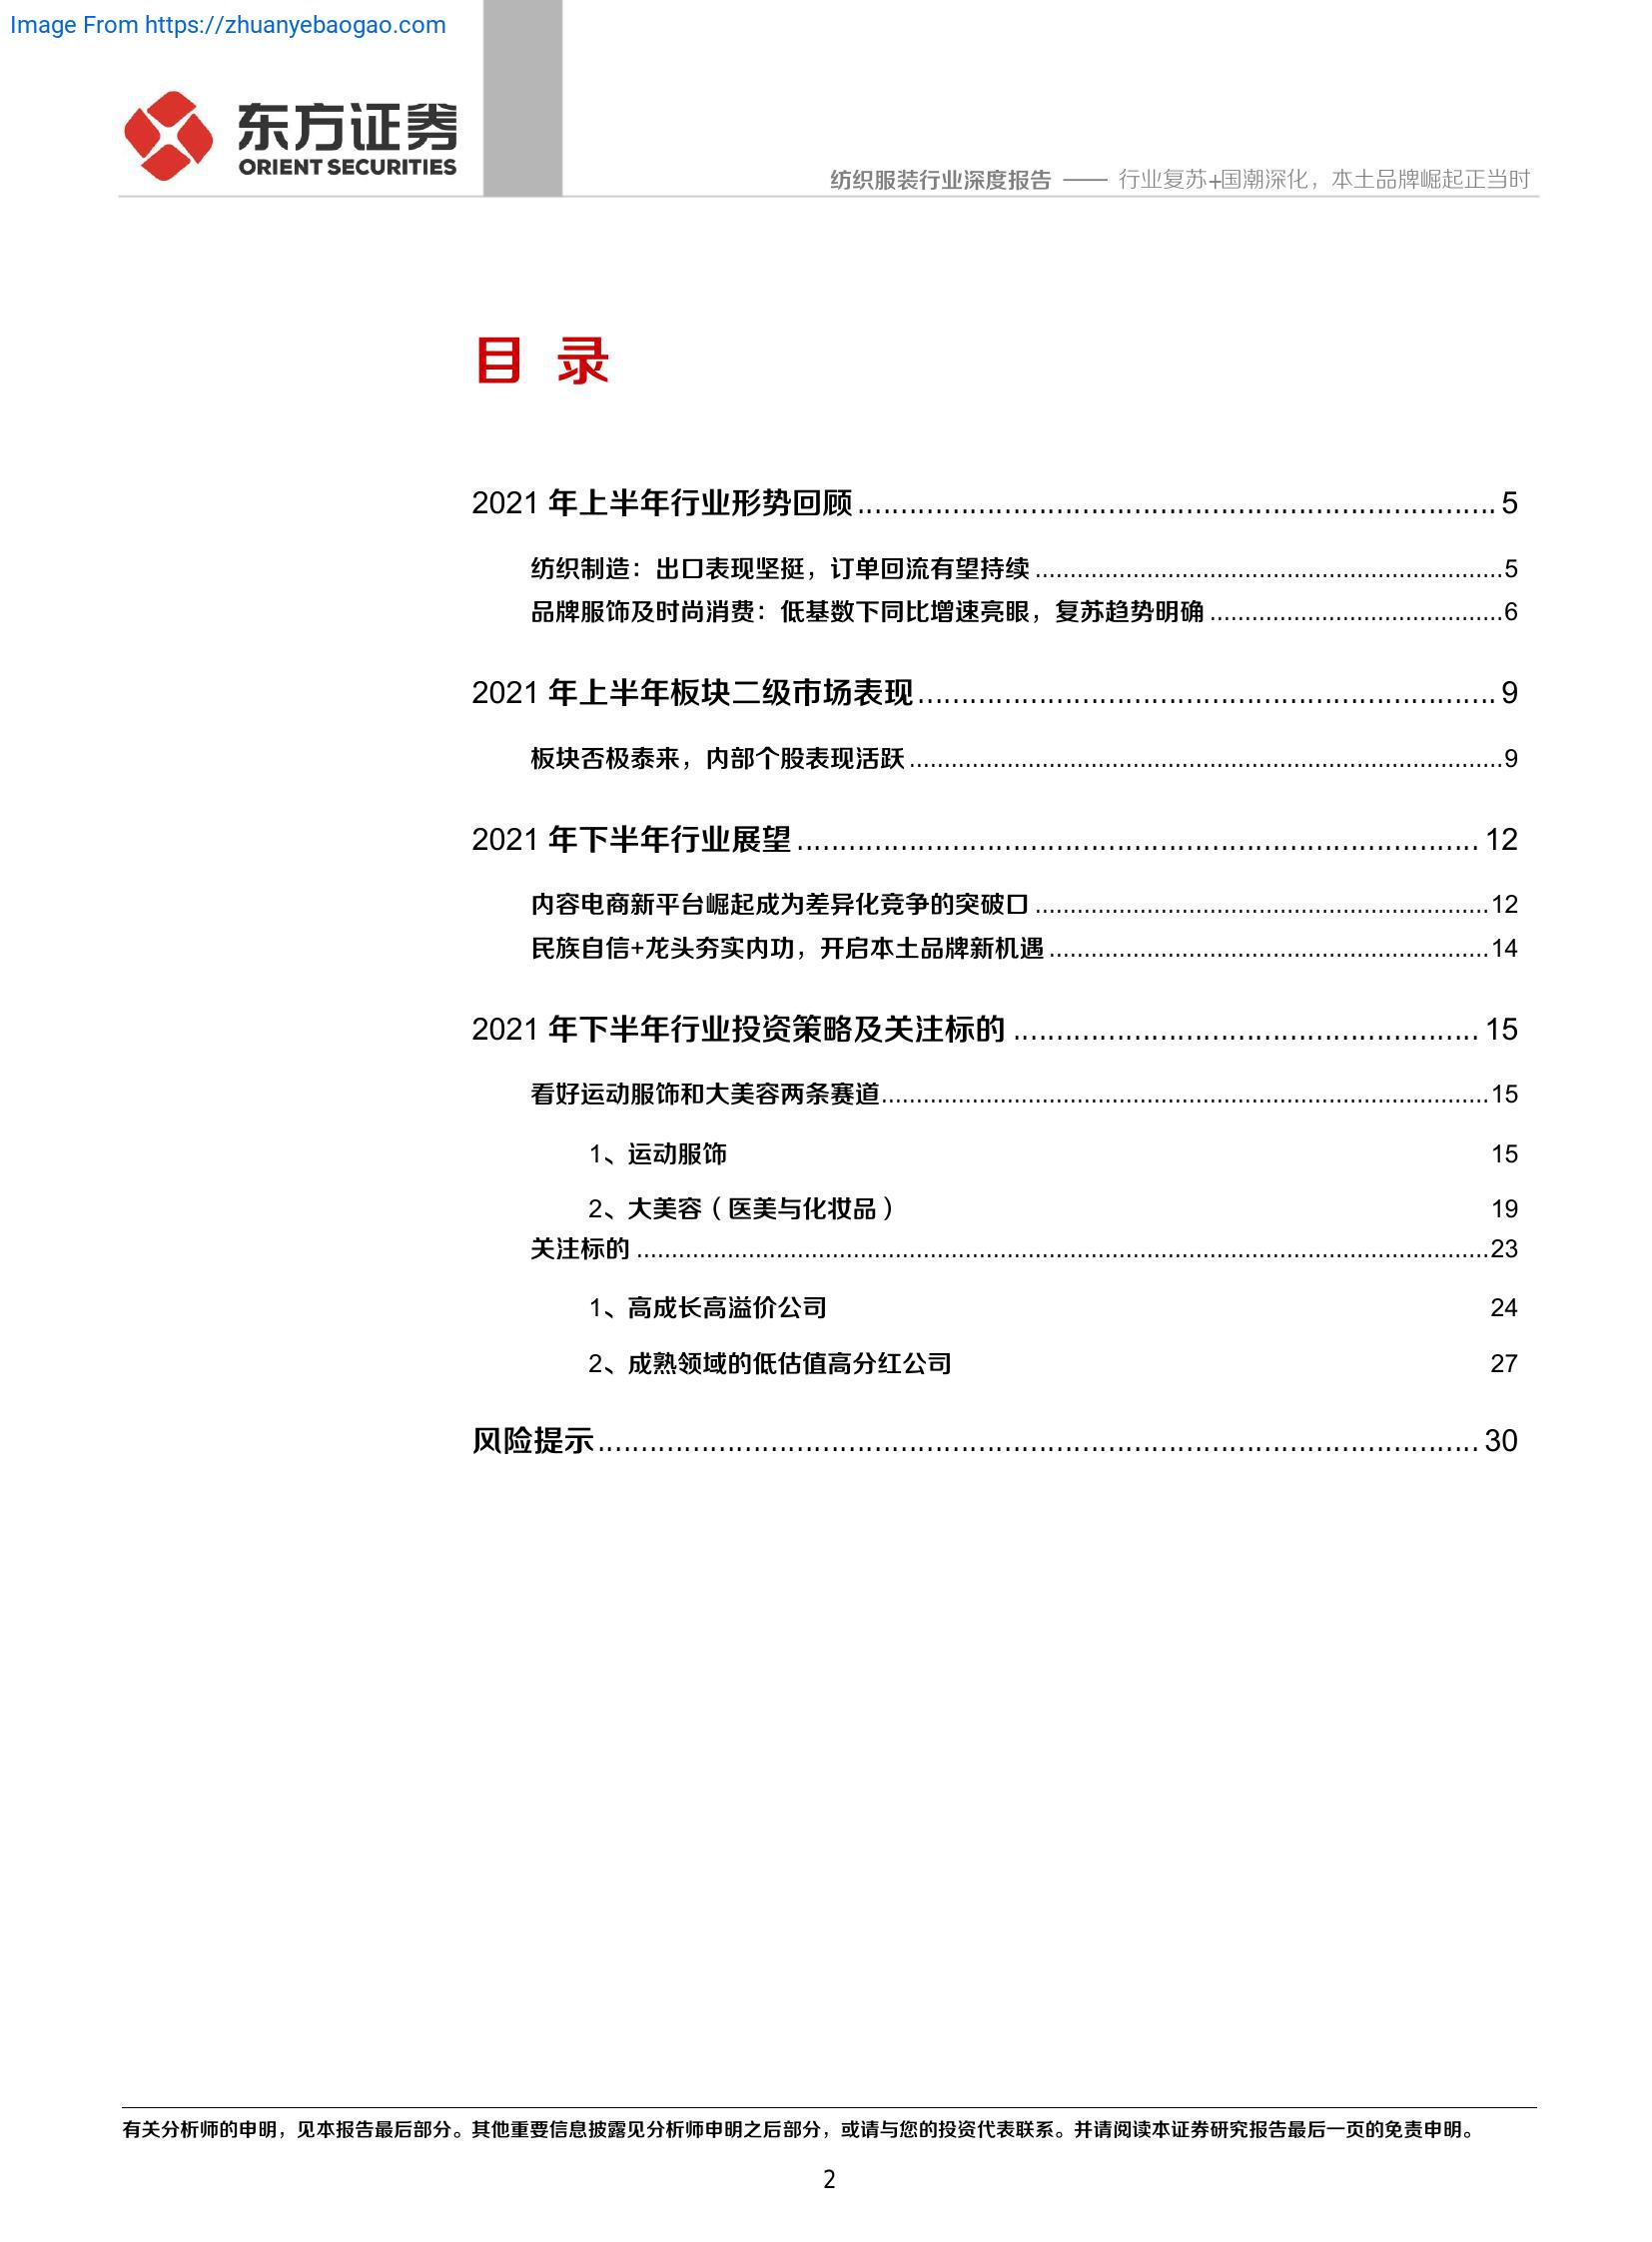 Image From https://zhuanyebaogao.com
东方证券
ORIENT SECURITIES
纺织服装行业深度报告 —— 行业复苏+国潮深化，本土品牌崛起正当时
目 录
2021 年上半年行业形势回顾 5
纺织制造：出口表现坚挺，订单回流有望持续 5
品牌服饰及时尚消费：低基数下同比增速亮眼，复苏趋势明确 6
2021 年上半年板块二级市场表现 9
板块否极泰来，内部个股表现活跃 9
2021 年下半年行业展望 12
内容电商新平台崛起成为差异化竞争的突破口 12
民族自信+龙头夯实内功，开启本土品牌新机遇 14
2021 年下半年行业投资策略及关注标的 15
看好运动服饰和大美容两条赛道 15
1、运动服饰 15
2、大美容（医美与化妆品） 19
关注标的 23
1、高成长高溢价公司 24
2、成熟领域的低估值高分红公司 27
风险提示 30
有关分析师的申明，见本报告最后部分。其他重要信息披露见分析师申明之后部分，或请与您的投资代表联系。并请阅读本证券研究报告最后一页的免责申明。
2